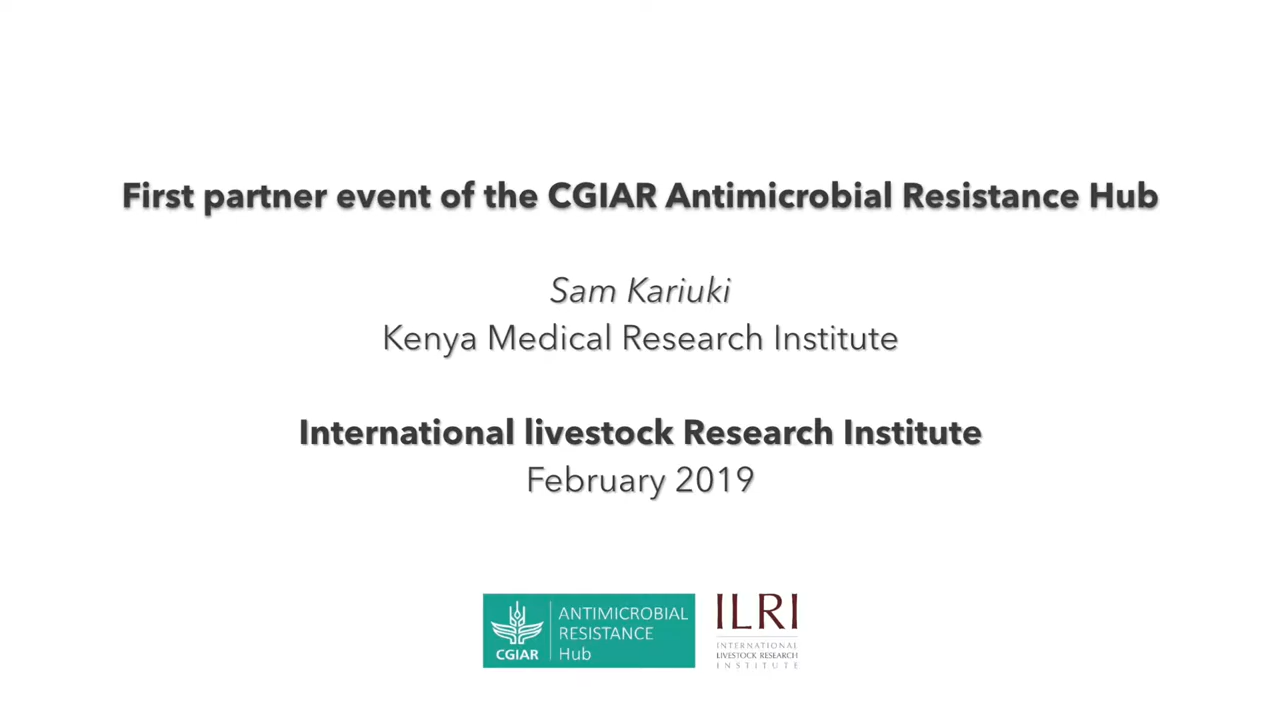 First partner event of the CGIAR Antimicrobial Resistance Hub
Sam Kariuki
Kenya Medical Research Institute
International livestock Research Institute
February 2019
CGIAR
ANTIMICROBIAL
RESISTANCE
Hub
ILRI
INTERNATIONAL
LIVESTOCK RESEARCH
INSTITUTE